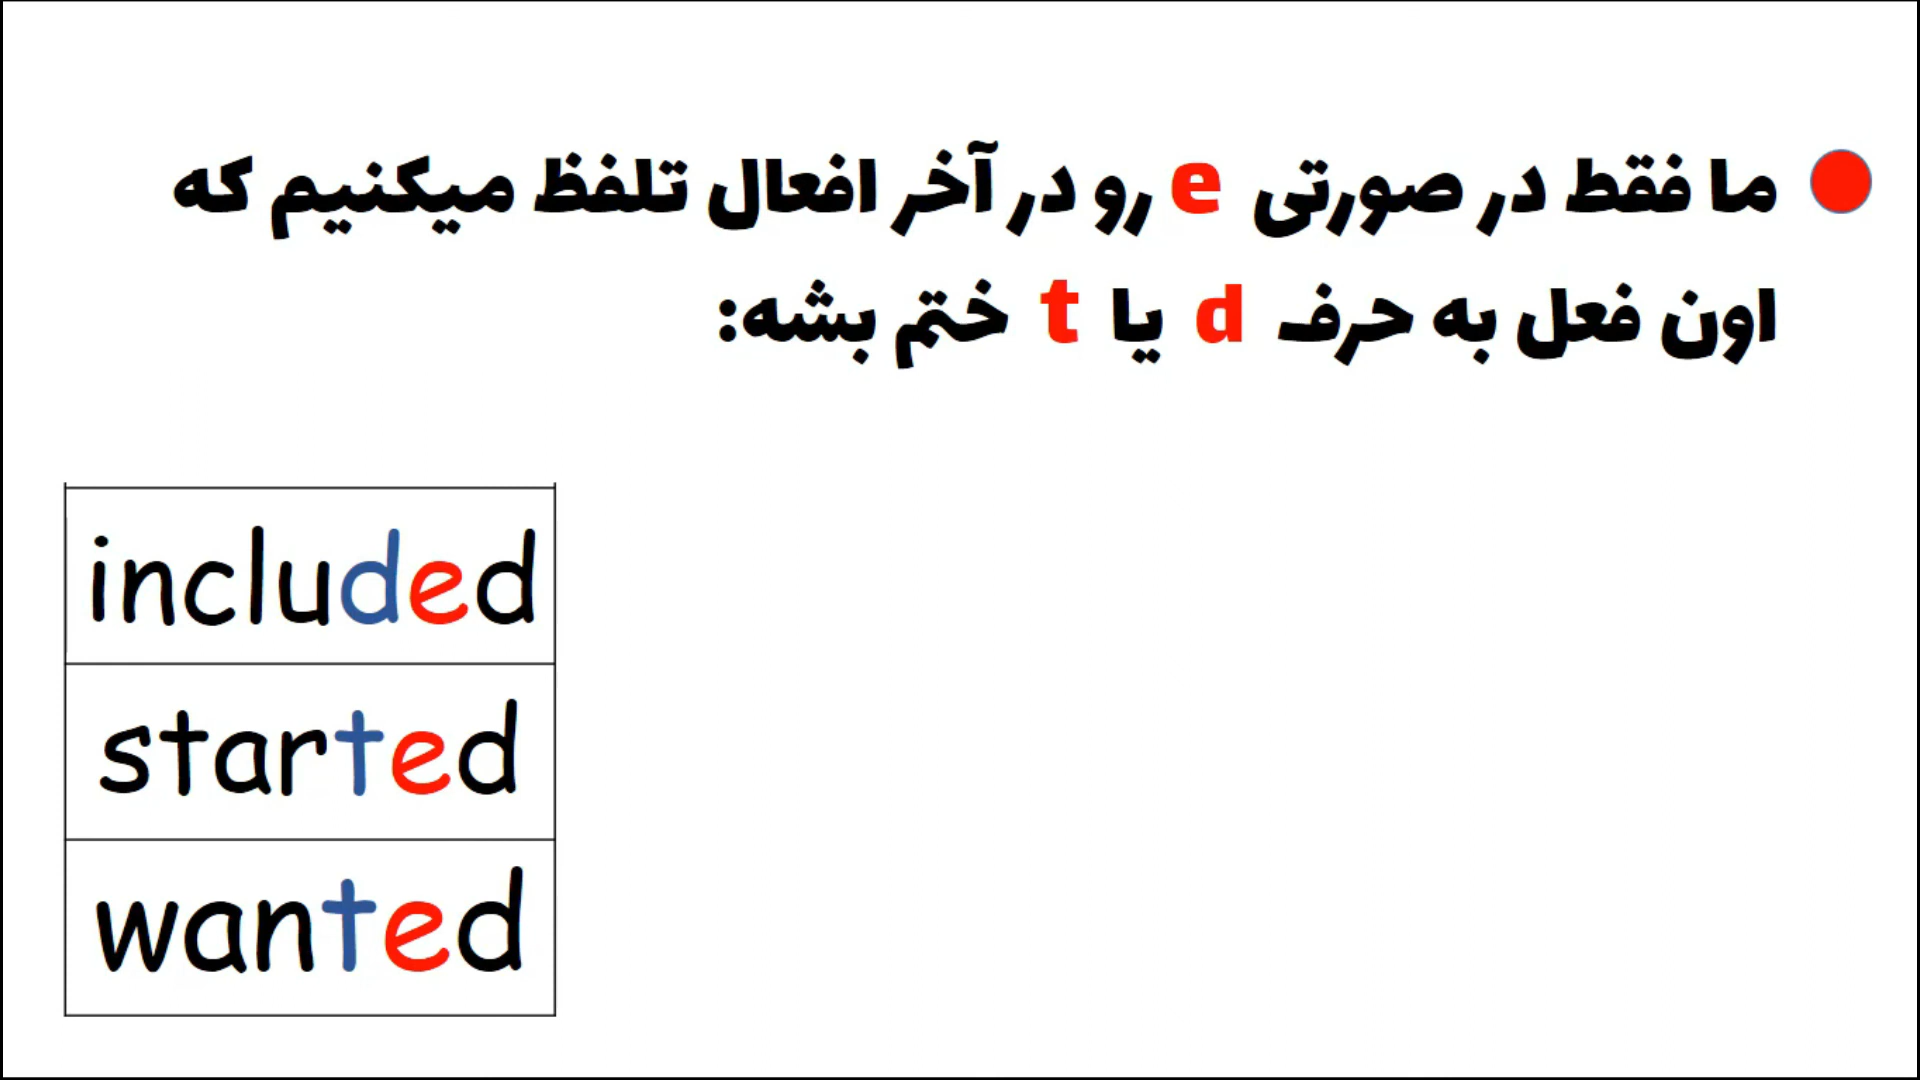 ما فقط در صورتی e رو در آخر افعال تلفظ میکنیم که
اون فعل به حرف d یا t ختم بشه:
included
started
wanted